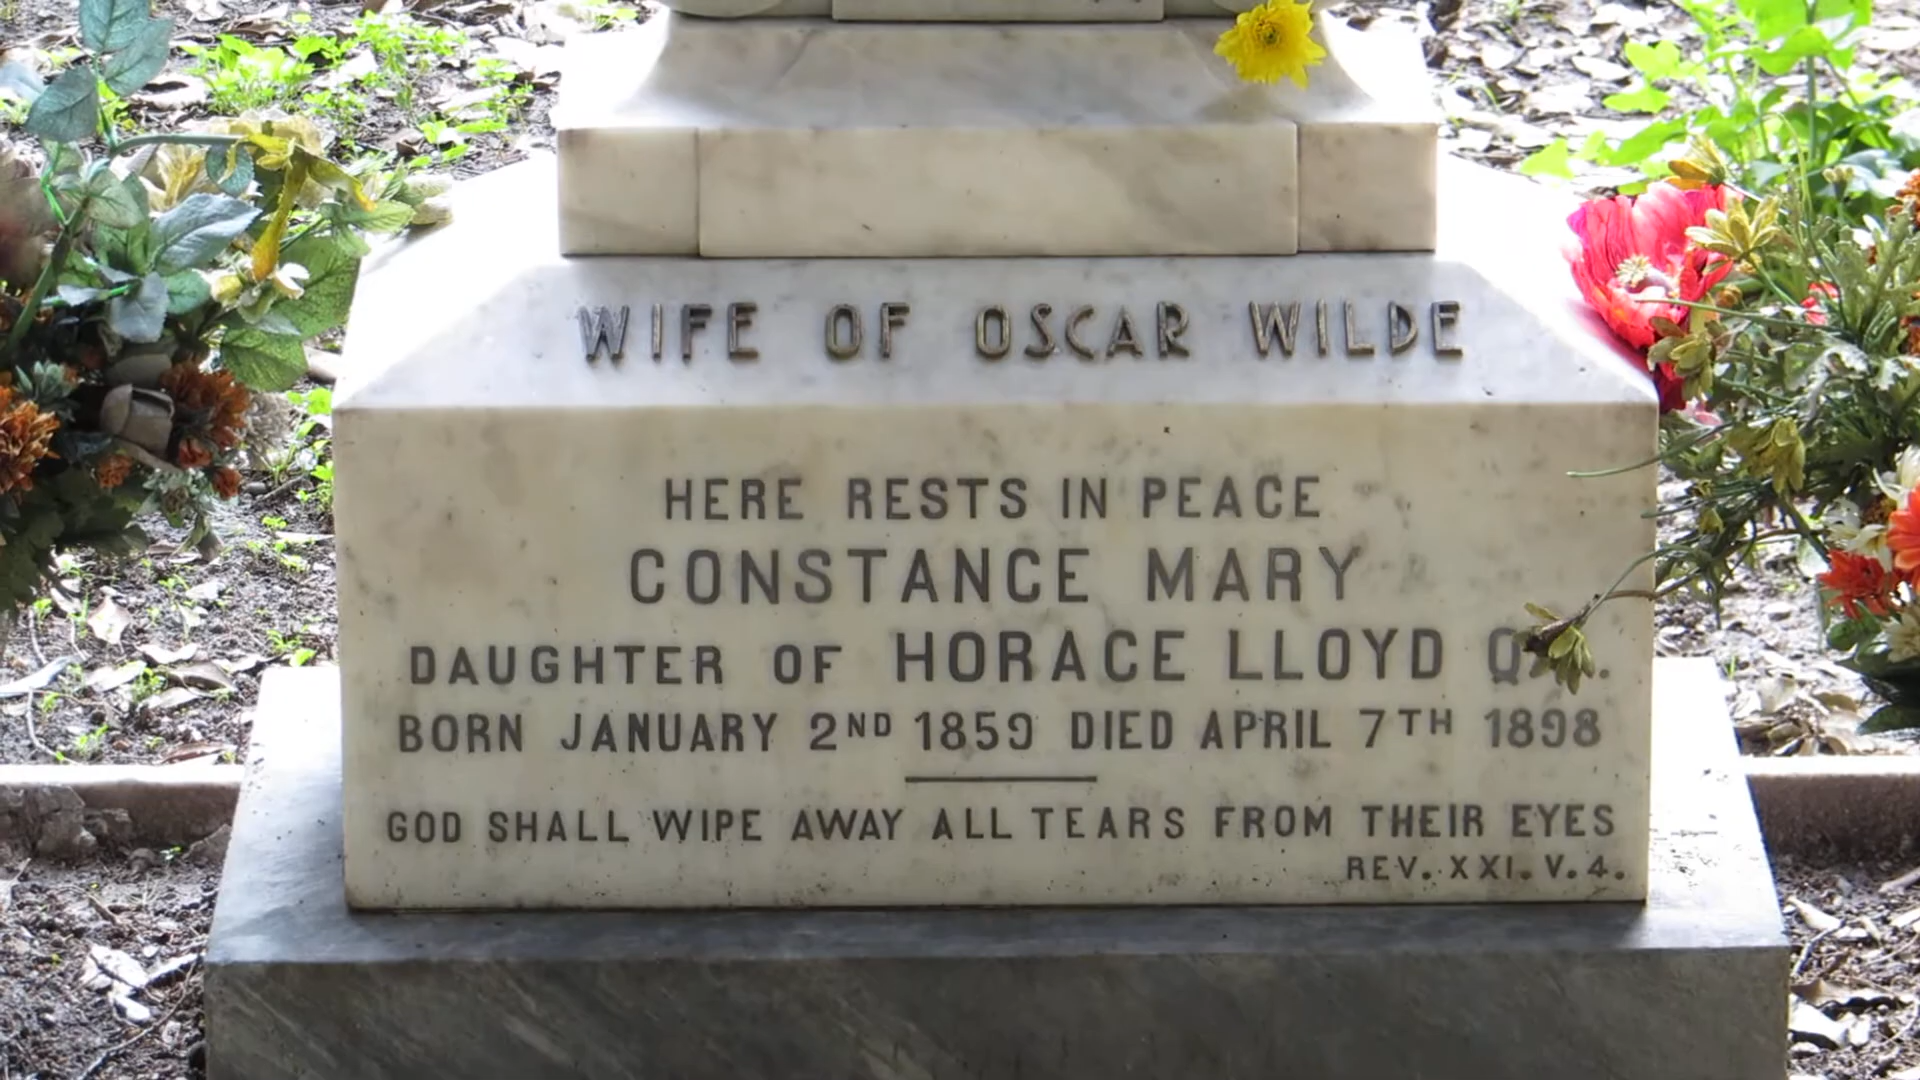 WIFE OF OSCAR WILDE
HERE RESTS IN PEACE
CONSTANCE MARY
DAUGHTER OF HORACE LLOYD
BORN JANUARY 2ND 1859 DIED APRIL 7TH 1898
GOD SHALL WIPE AWAY ALL TEARS FROM THEIR EYES
REV. XXI. V. 4.